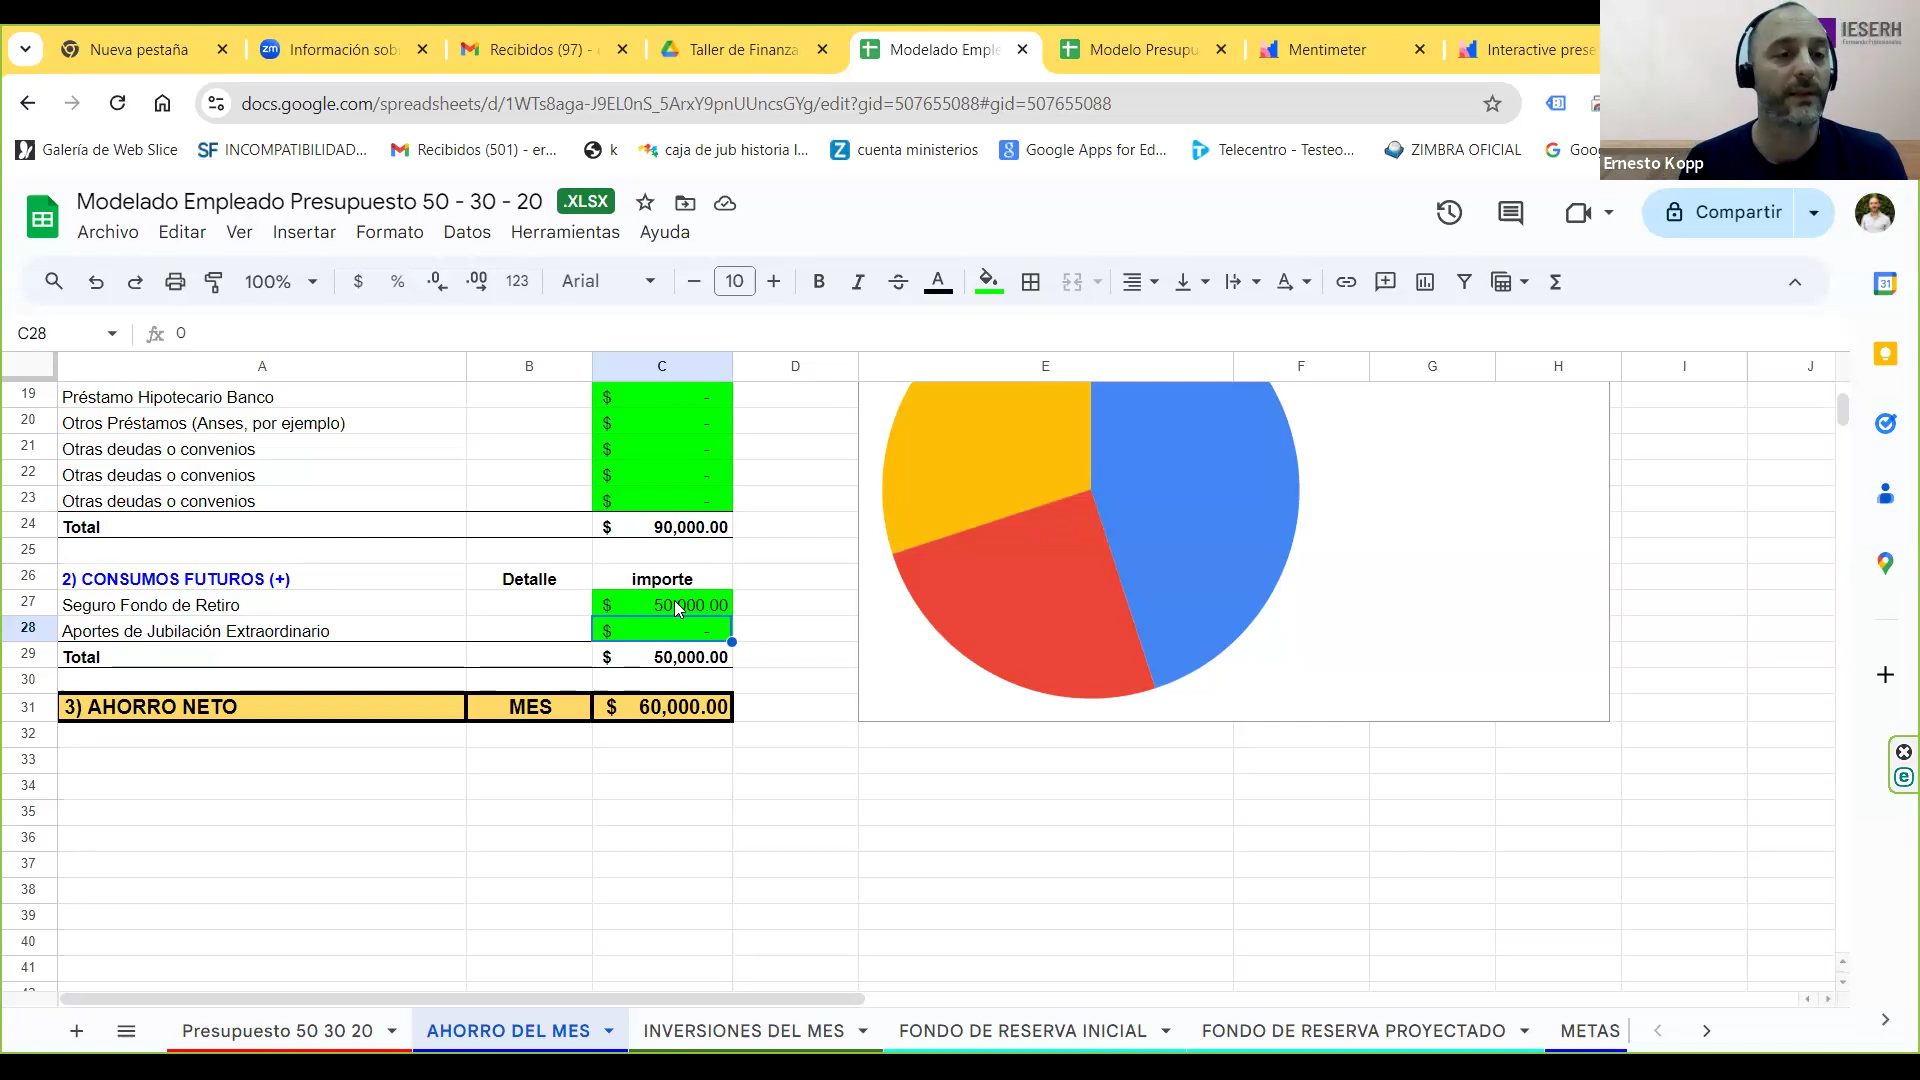 Nueva pestaña
Información sob
Recibidos (97) -
Taller de Finanza
Modelado Emple
Modelo Presupu
Mentimeter
Interactive prese
IESERH
docs.google.com/spreadsheets/d/1WTs8aga-J9EL0nS_5ArxY9pnUUncsGYg/edit?gid=507655088#gid=507655088
Galería de Web Slice
SF INCOMPATIBILIDAD...
Recibidos (501) - er...
k
caja de jub historia l...
cuenta ministerios
Google Apps for Ed...
Telecentro - Testeo...
ZIMBRA OFICIAL
Goo
Ernesto Kopp
Modelado Empleado Presupuesto 50 - 30 - 20 .XLSX
Compartir
Archivo Editar Ver Insertar Formato Datos Herramientas Ayuda
100% $ % .0 .00 123 Arial - 10 + B I A Σ
31
C28 fx 0
A B C D E F G H I J
19 Préstamo Hipotecario Banco $ -
20 Otros Préstamos (Anses, por ejemplo) $ -
21 Otras deudas o convenios $ -
22 Otras deudas o convenios $ -
23 Otras deudas o convenios $ -
24 Total $ 90,000.00
25
26 2) CONSUMOS FUTUROS (+) Detalle importe
27 Seguro Fondo de Retiro $ 50,000.00
28 Aportes de Jubilación Extraordinario $ -
29 Total $ 50,000.00
30
31 3) AHORRO NETO MES $ 60,000.00
32
33
34
35
36
37
38
39
40
41
Presupuesto 50 30 20
AHORRO DEL MES
INVERSIONES DEL MES
FONDO DE RESERVA INICIAL
FONDO DE RESERVA PROYECTADO
METAS